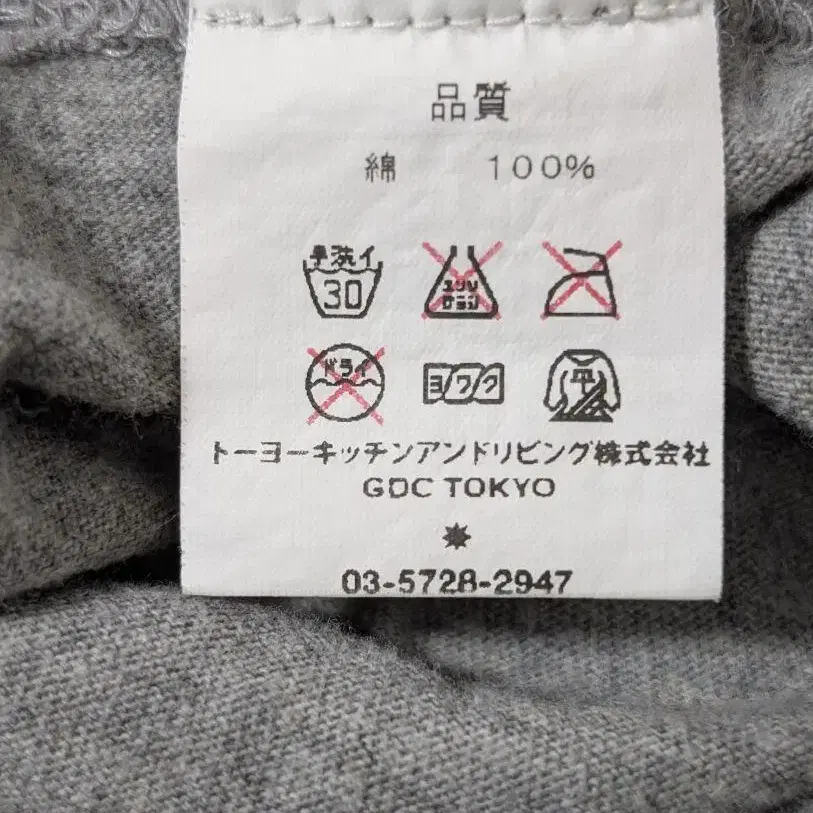 品質
綿 100%
手洗イ
30
エンソ
サラシ
ドライ
ヨワク
平
トーヨーキッチンアンドリビング株式会社
GDC TOKYO
03-5728-2947